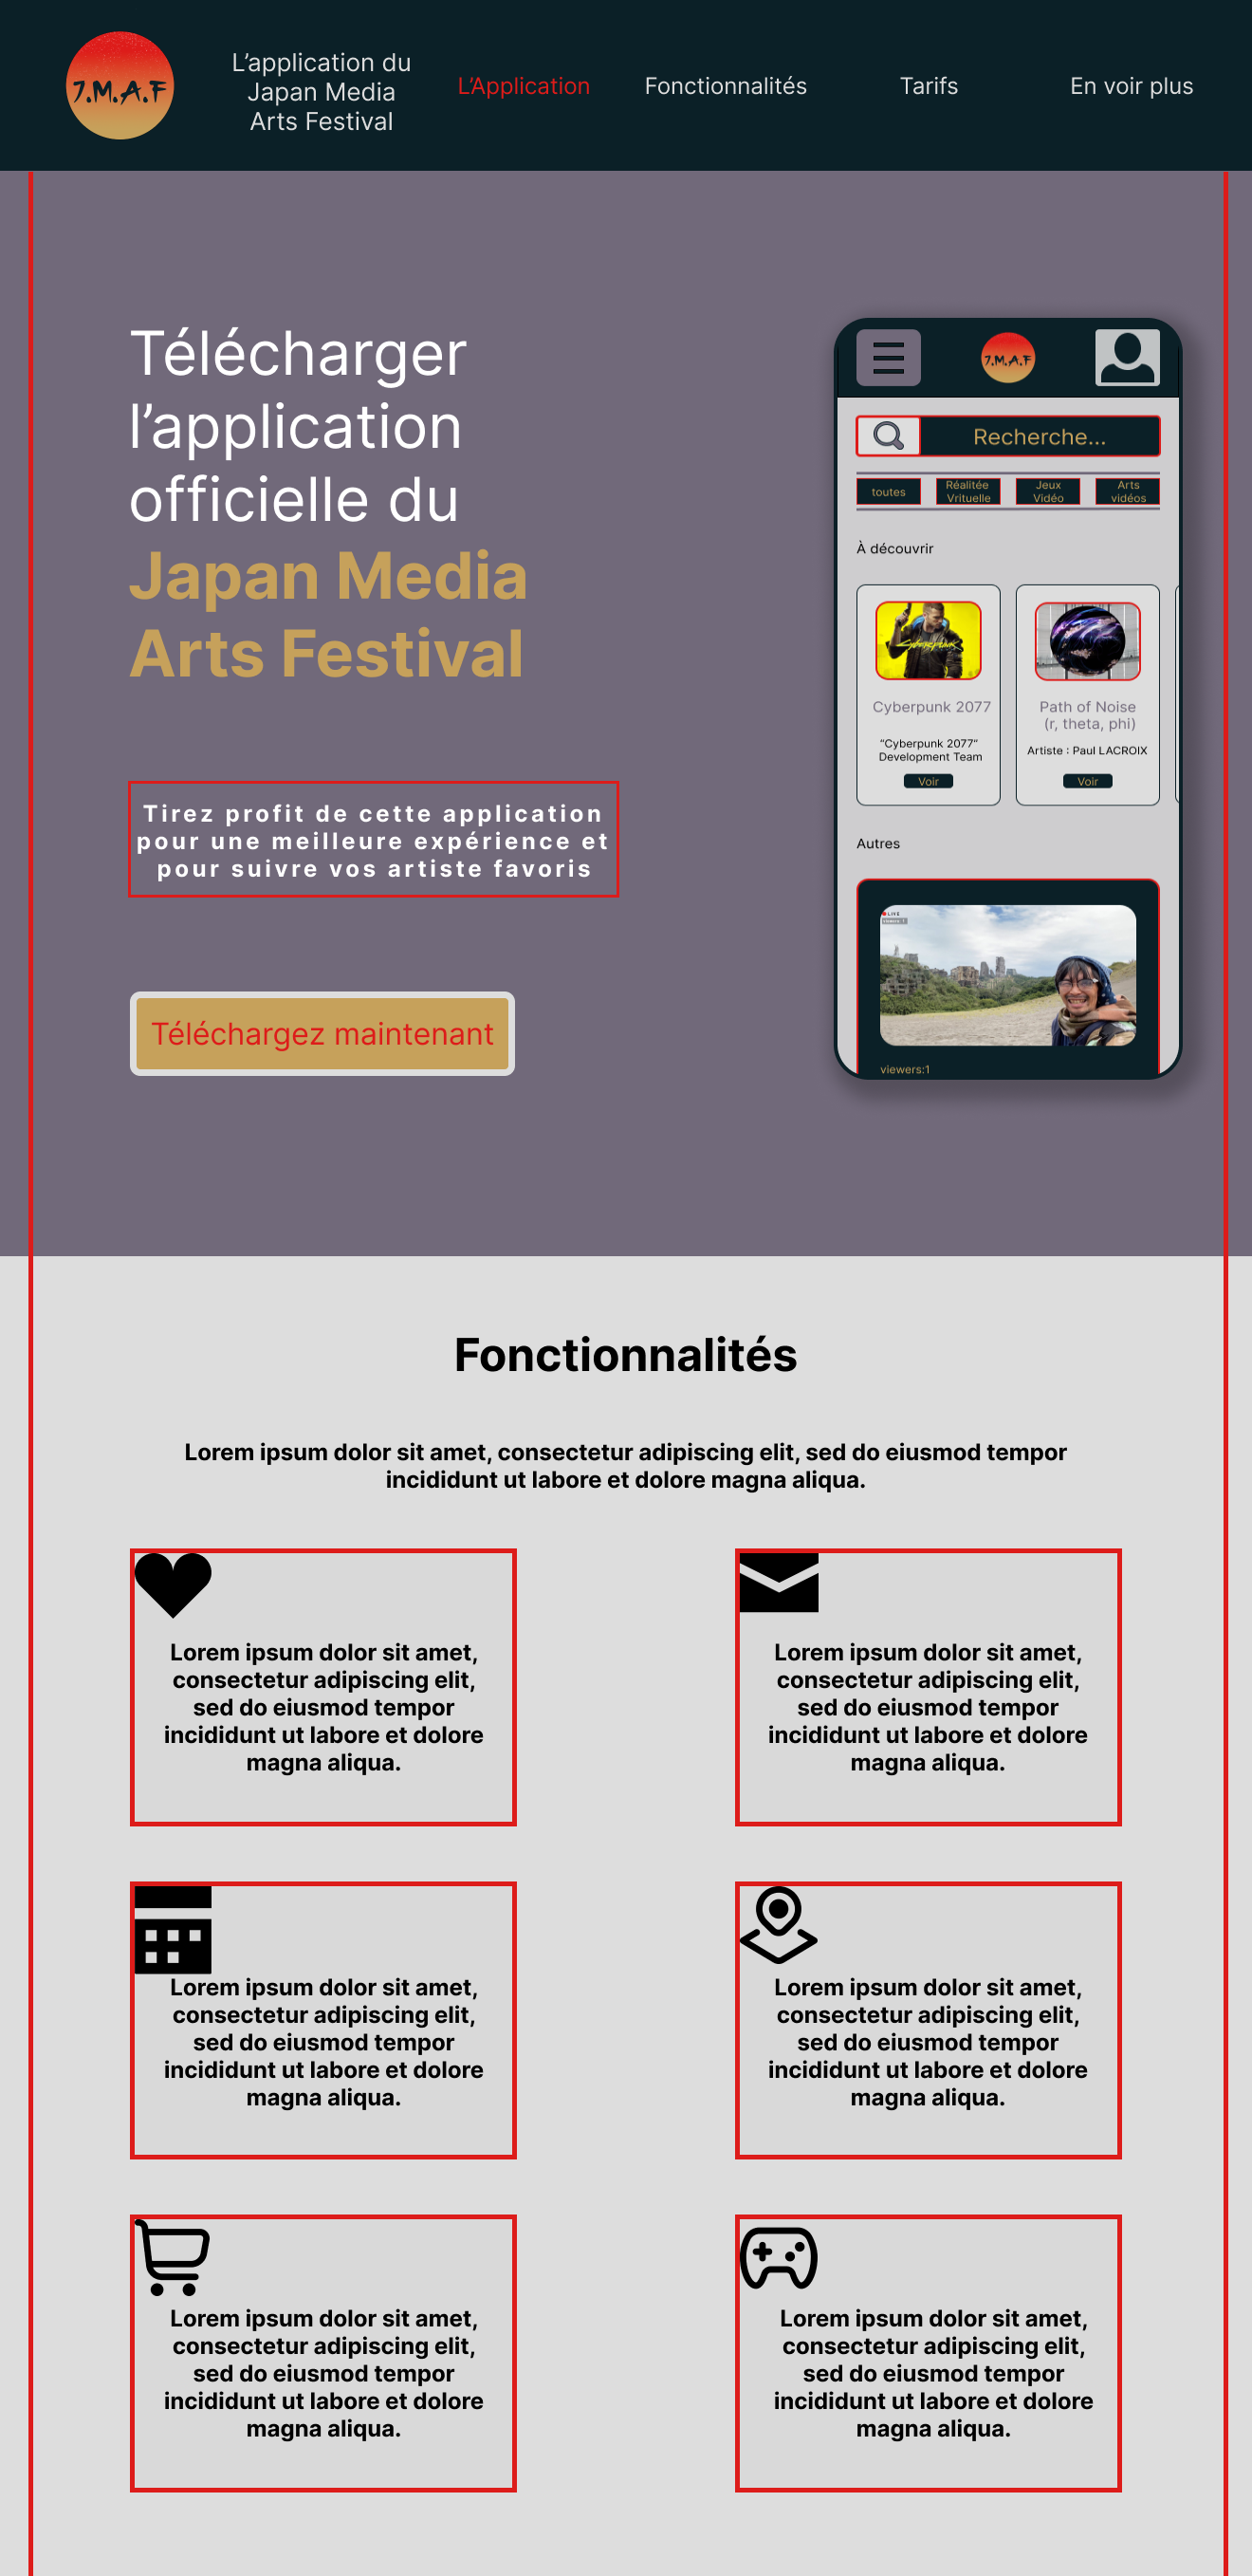 J.M.A.F
L’application du
Japan Media
Arts Festival
L’Application
Fonctionnalités
Tarifs
En voir plus
Télécharger
l’application
officielle du
Japan Media
Arts Festival
Tirez profit de cette application
pour une meilleure expérience et
pour suivre vos artiste favoris
Téléchargez maintenant
J.M.A.F
Recherche...
toutes
Réalitée
Vrituelle
Jeux
Vidéo
Arts
vidéos
À découvrir
Cyberpunk
Cyberpunk 2077
“Cyberpunk 2077”
Development Team
Voir
Path of Noise
(r, theta, phi)
Artiste : Paul LACROIX
Voir
Autres
LIVE
viewers:1
Fonctionnalités
Lorem ipsum dolor sit amet, consectetur adipiscing elit, sed do eiusmod tempor
incididunt ut labore et dolore magna aliqua.
Lorem ipsum dolor sit amet,
consectetur adipiscing elit,
sed do eiusmod tempor
incididunt ut labore et dolore
magna aliqua.
Lorem ipsum dolor sit amet,
consectetur adipiscing elit,
sed do eiusmod tempor
incididunt ut labore et dolore
magna aliqua.
Lorem ipsum dolor sit amet,
consectetur adipiscing elit,
sed do eiusmod tempor
incididunt ut labore et dolore
magna aliqua.
Lorem ipsum dolor sit amet,
consectetur adipiscing elit,
sed do eiusmod tempor
incididunt ut labore et dolore
magna aliqua.
Lorem ipsum dolor sit amet,
consectetur adipiscing elit,
sed do eiusmod tempor
incididunt ut labore et dolore
magna aliqua.
Lorem ipsum dolor sit amet,
consectetur adipiscing elit,
sed do eiusmod tempor
incididunt ut labore et dolore
magna aliqua.